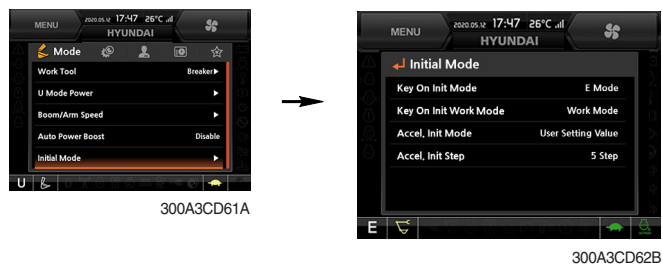 MENU
2020.05.12 17:47 26°C .ıl
HYUNDAI
Mode
Work Tool Breaker▶
U Mode Power ▶
Boom/Arm Speed ▶
Auto Power Boost Disable
Initial Mode ▶
U
300A3CD61A
MENU
2020.05.12 17:47 26°C .ıl
HYUNDAI
Initial Mode
Key On Init Mode E Mode
Key On Init Work Mode Work Mode
Accel. Init Mode User Setting Value
Accel. Init Step 5 Step
E
300A3CD62B